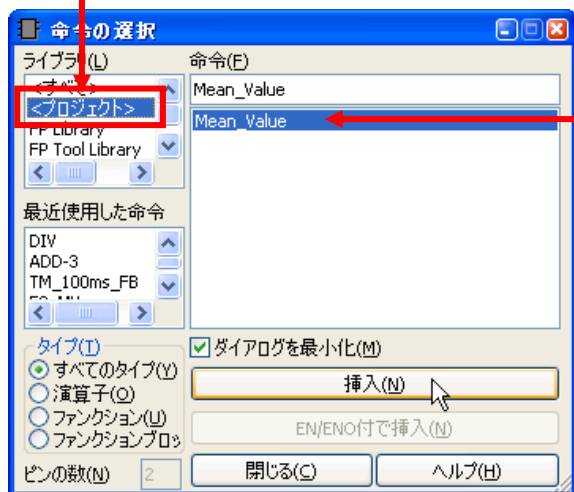 命令の選択
ライブラリ(L)
<すべて>
<プロジェクト>
FP Library
FP Tool Library
命令(E)
Mean_Value
Mean_Value
最近使用した命令
DIV
ADD-3
TM_100ms_FB
タイプ(T)
すべてのタイプ(Y)
演算子(O)
ファンクション(U)
ファンクションブロッ
ピンの数(N)
2
ダイアログを最小化(M)
挿入(N)
EN/ENO付で挿入(N)
閉じる(C)
ヘルプ(H)